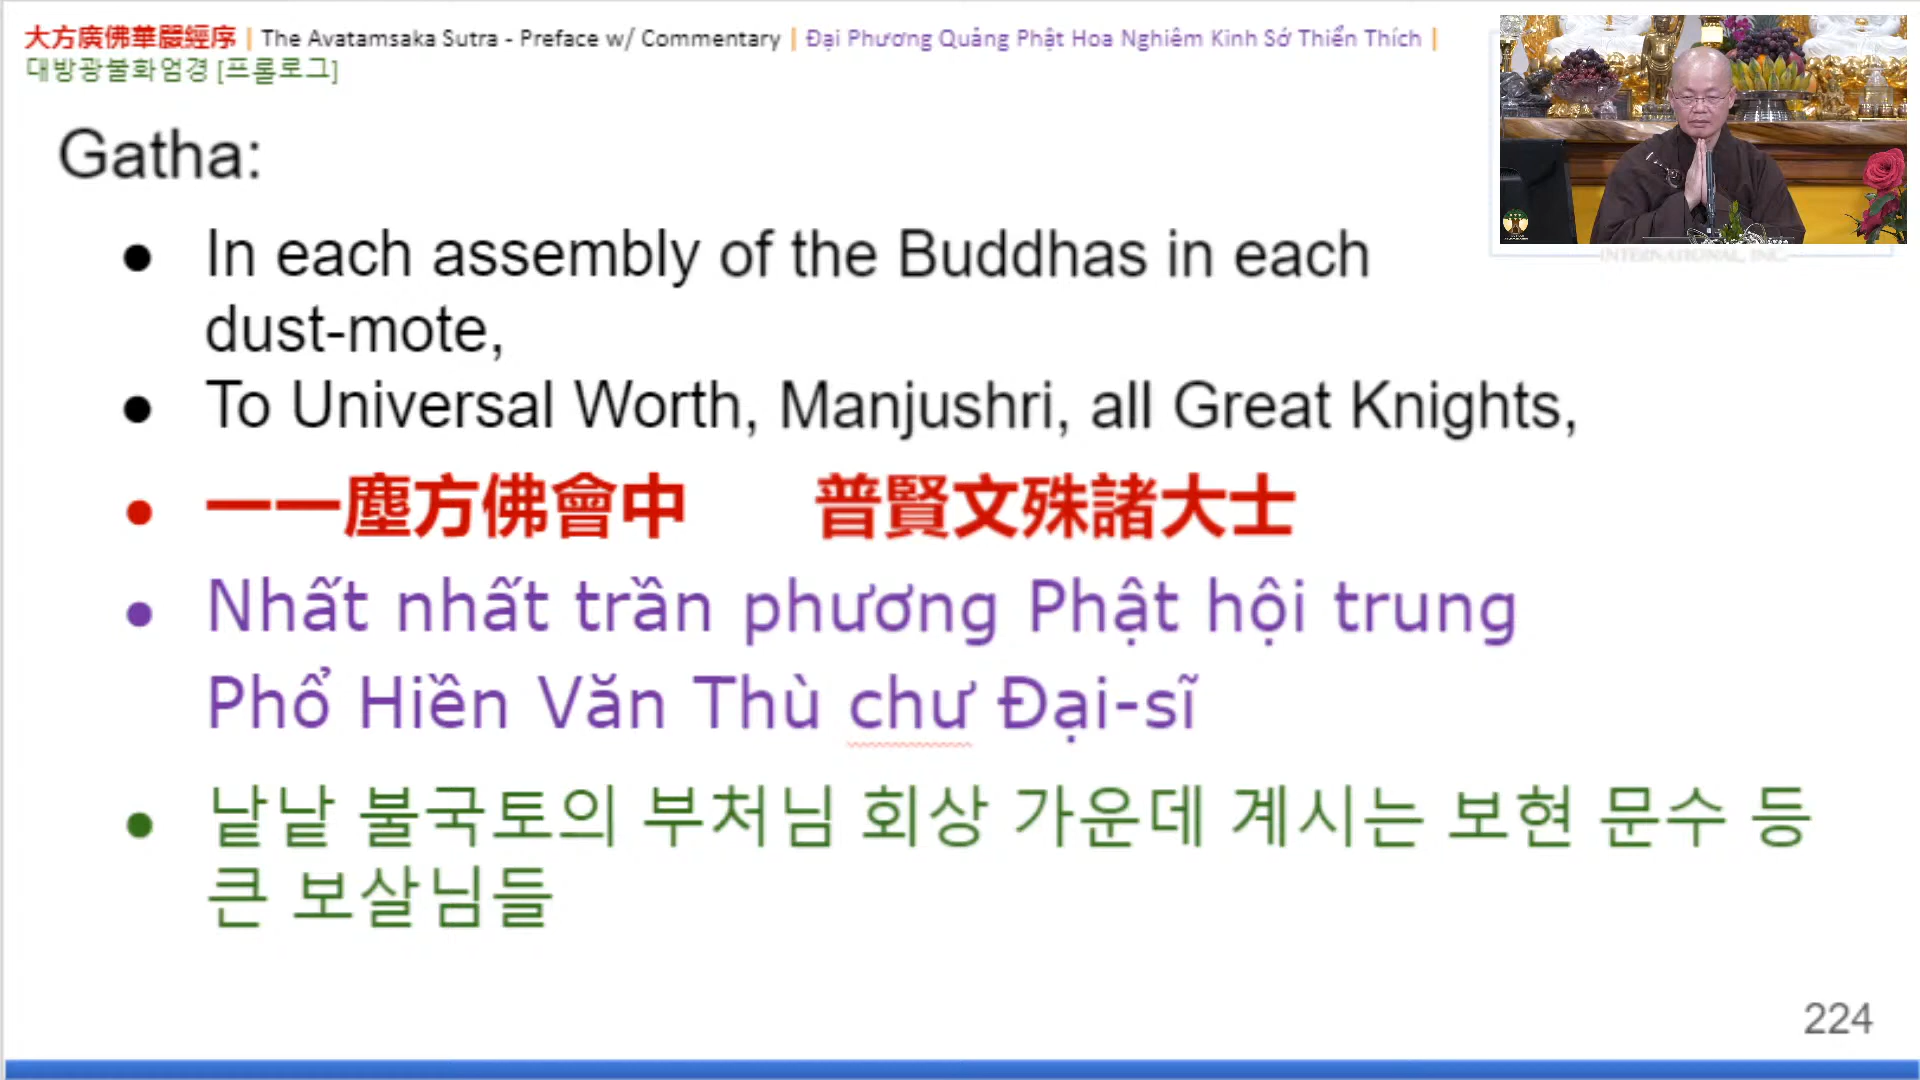 大方廣佛華嚴經序 | The Avatamsaka Sutra - Preface w/ Commentary | Đại Phương Quảng Phật Hoa Nghiêm Kinh Sớ Thiển Thích |
대방광불화엄경 [프롤로그]
Gatha:
● In each assembly of the Buddhas in each
dust-mote,
● To Universal Worth, Manjushri, all Great Knights,
● 一一塵方佛會中 普賢文殊諸大士
● Nhất nhất trần phương Phật hội trung
Phổ Hiền Văn Thù chư Đại-sĩ
● 낱낱 불국토의 부처님 회상 가운데 계시는 보현 문수 등
큰 보살님들
INTERNATIONAL, INC.
224